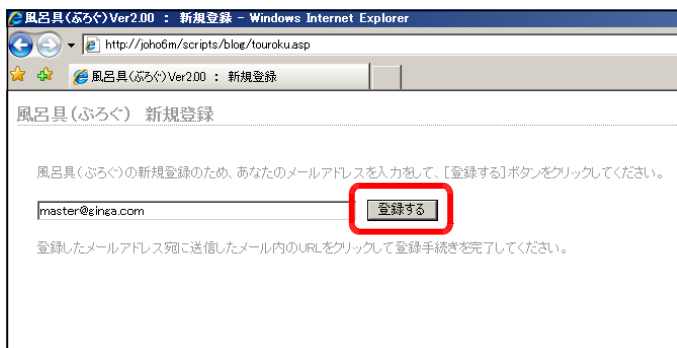 風呂具(ぶろぐ)Ver2.00 ： 新規登録 - Windows Internet Explorer
http://joho6m/scripts/blog/touroku.asp
風呂具(ぶろぐ)Ver2.00 ： 新規登録
風呂具(ぶろぐ) 新規登録
風呂具(ぶろぐ)の新規登録のため、あなたのメールアドレスを入力をして、[登録する]ボタンをクリックしてください。
master@ginga.com 登録する
登録したメールアドレス宛に送信したメール内のURLをクリックして登録手続きを完了してください。